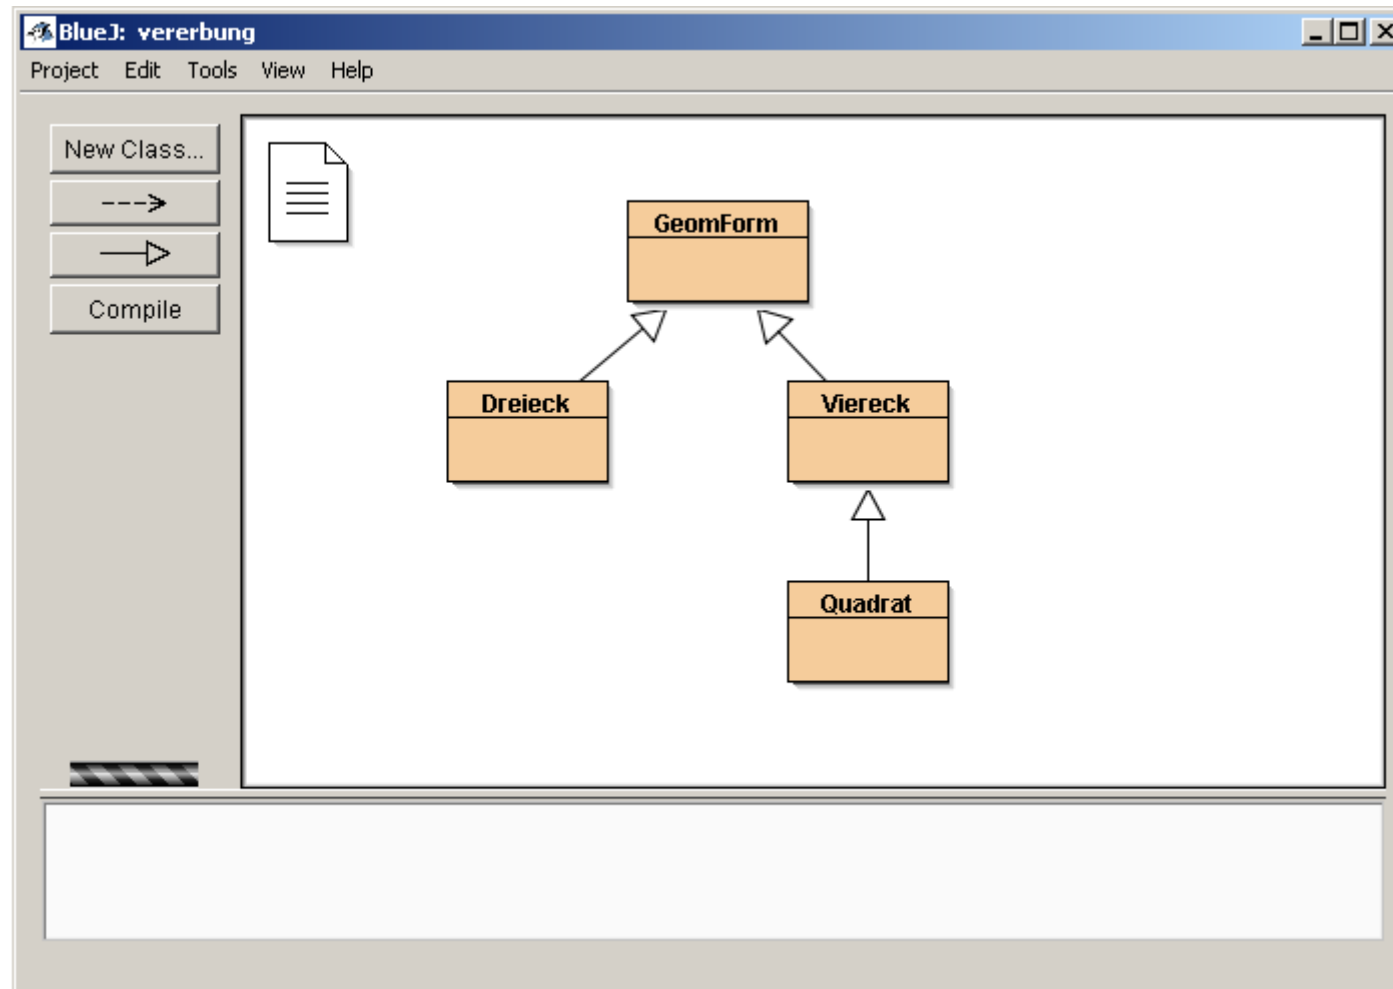 BlueJ: vererbung
Project Edit Tools View Help
New Class...
Compile
GeomForm
Dreieck
Viereck
Quadrat